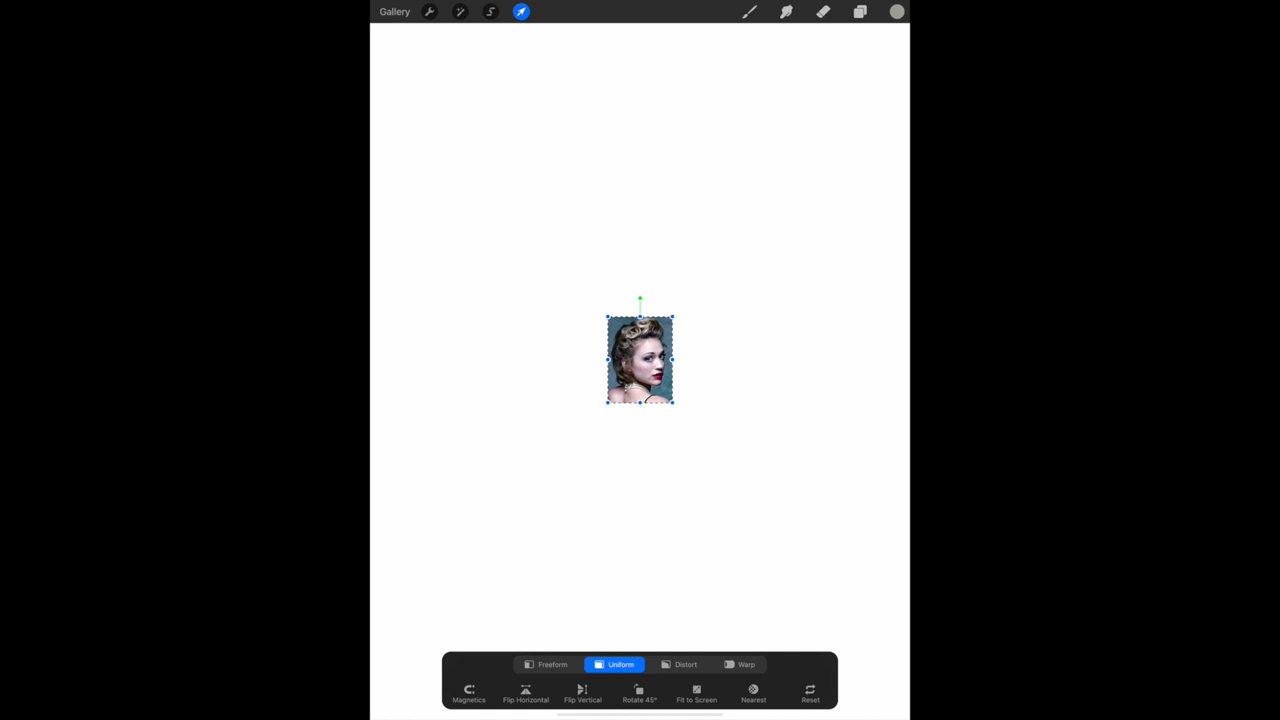 Gallery
Freeform Uniform Distort Warp
Magnetics Flip Horizontal Flip Vertical Rotate 45° Fit to Screen Nearest Reset